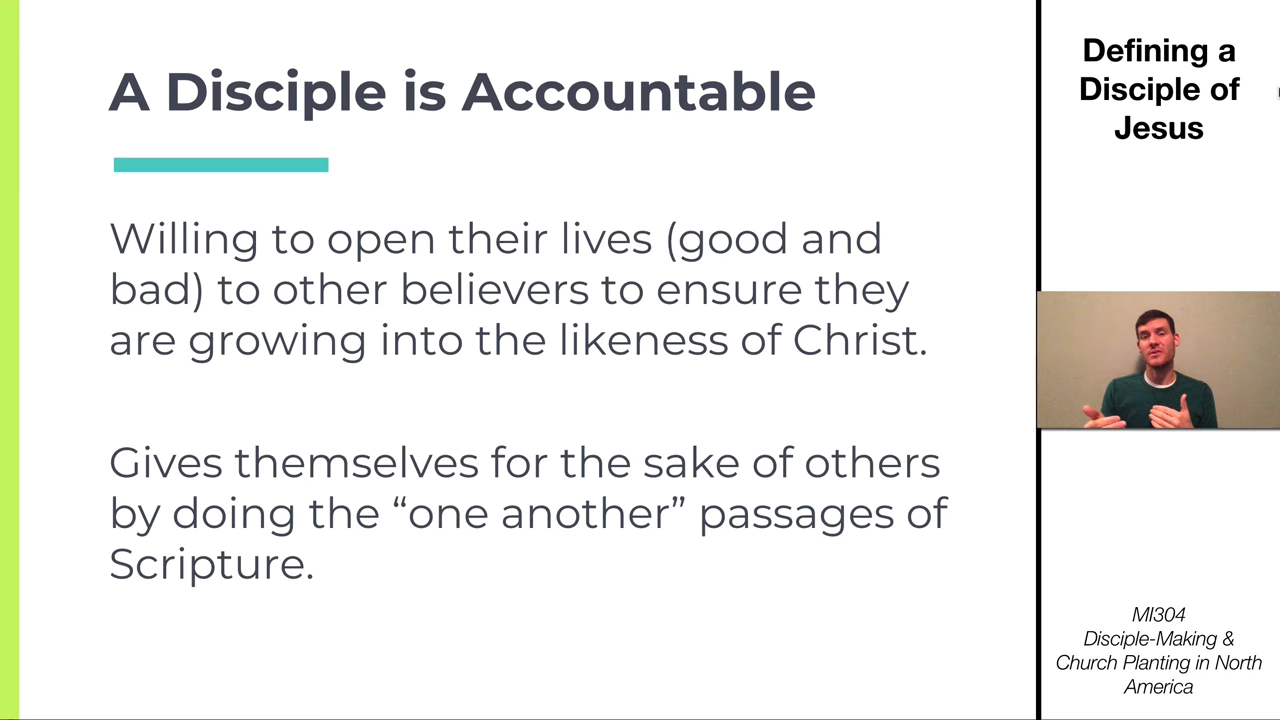 A Disciple is Accountable
Willing to open their lives (good and
bad) to other believers to ensure they
are growing into the likeness of Christ.
Gives themselves for the sake of others
by doing the “one another” passages of
Scripture.
Defining a
Disciple of
Jesus
MI304
Disciple-Making &
Church Planting in North
America